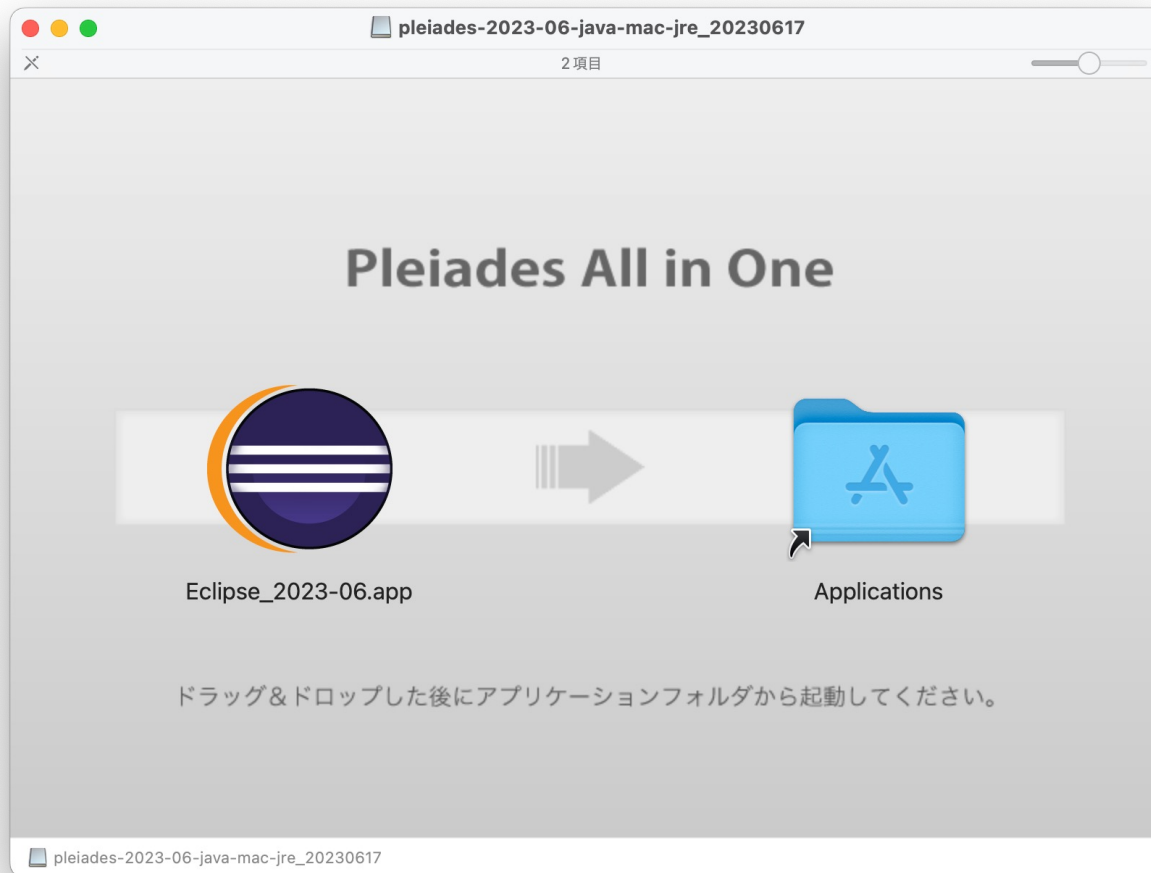 pleiades-2023-06-java-mac-jre_20230617
2項目
Pleiades All in One
Eclipse_2023-06.app
Applications
ドラッグ&ドロップした後にアプリケーションフォルダから起動してください。
pleiades-2023-06-java-mac-jre_20230617